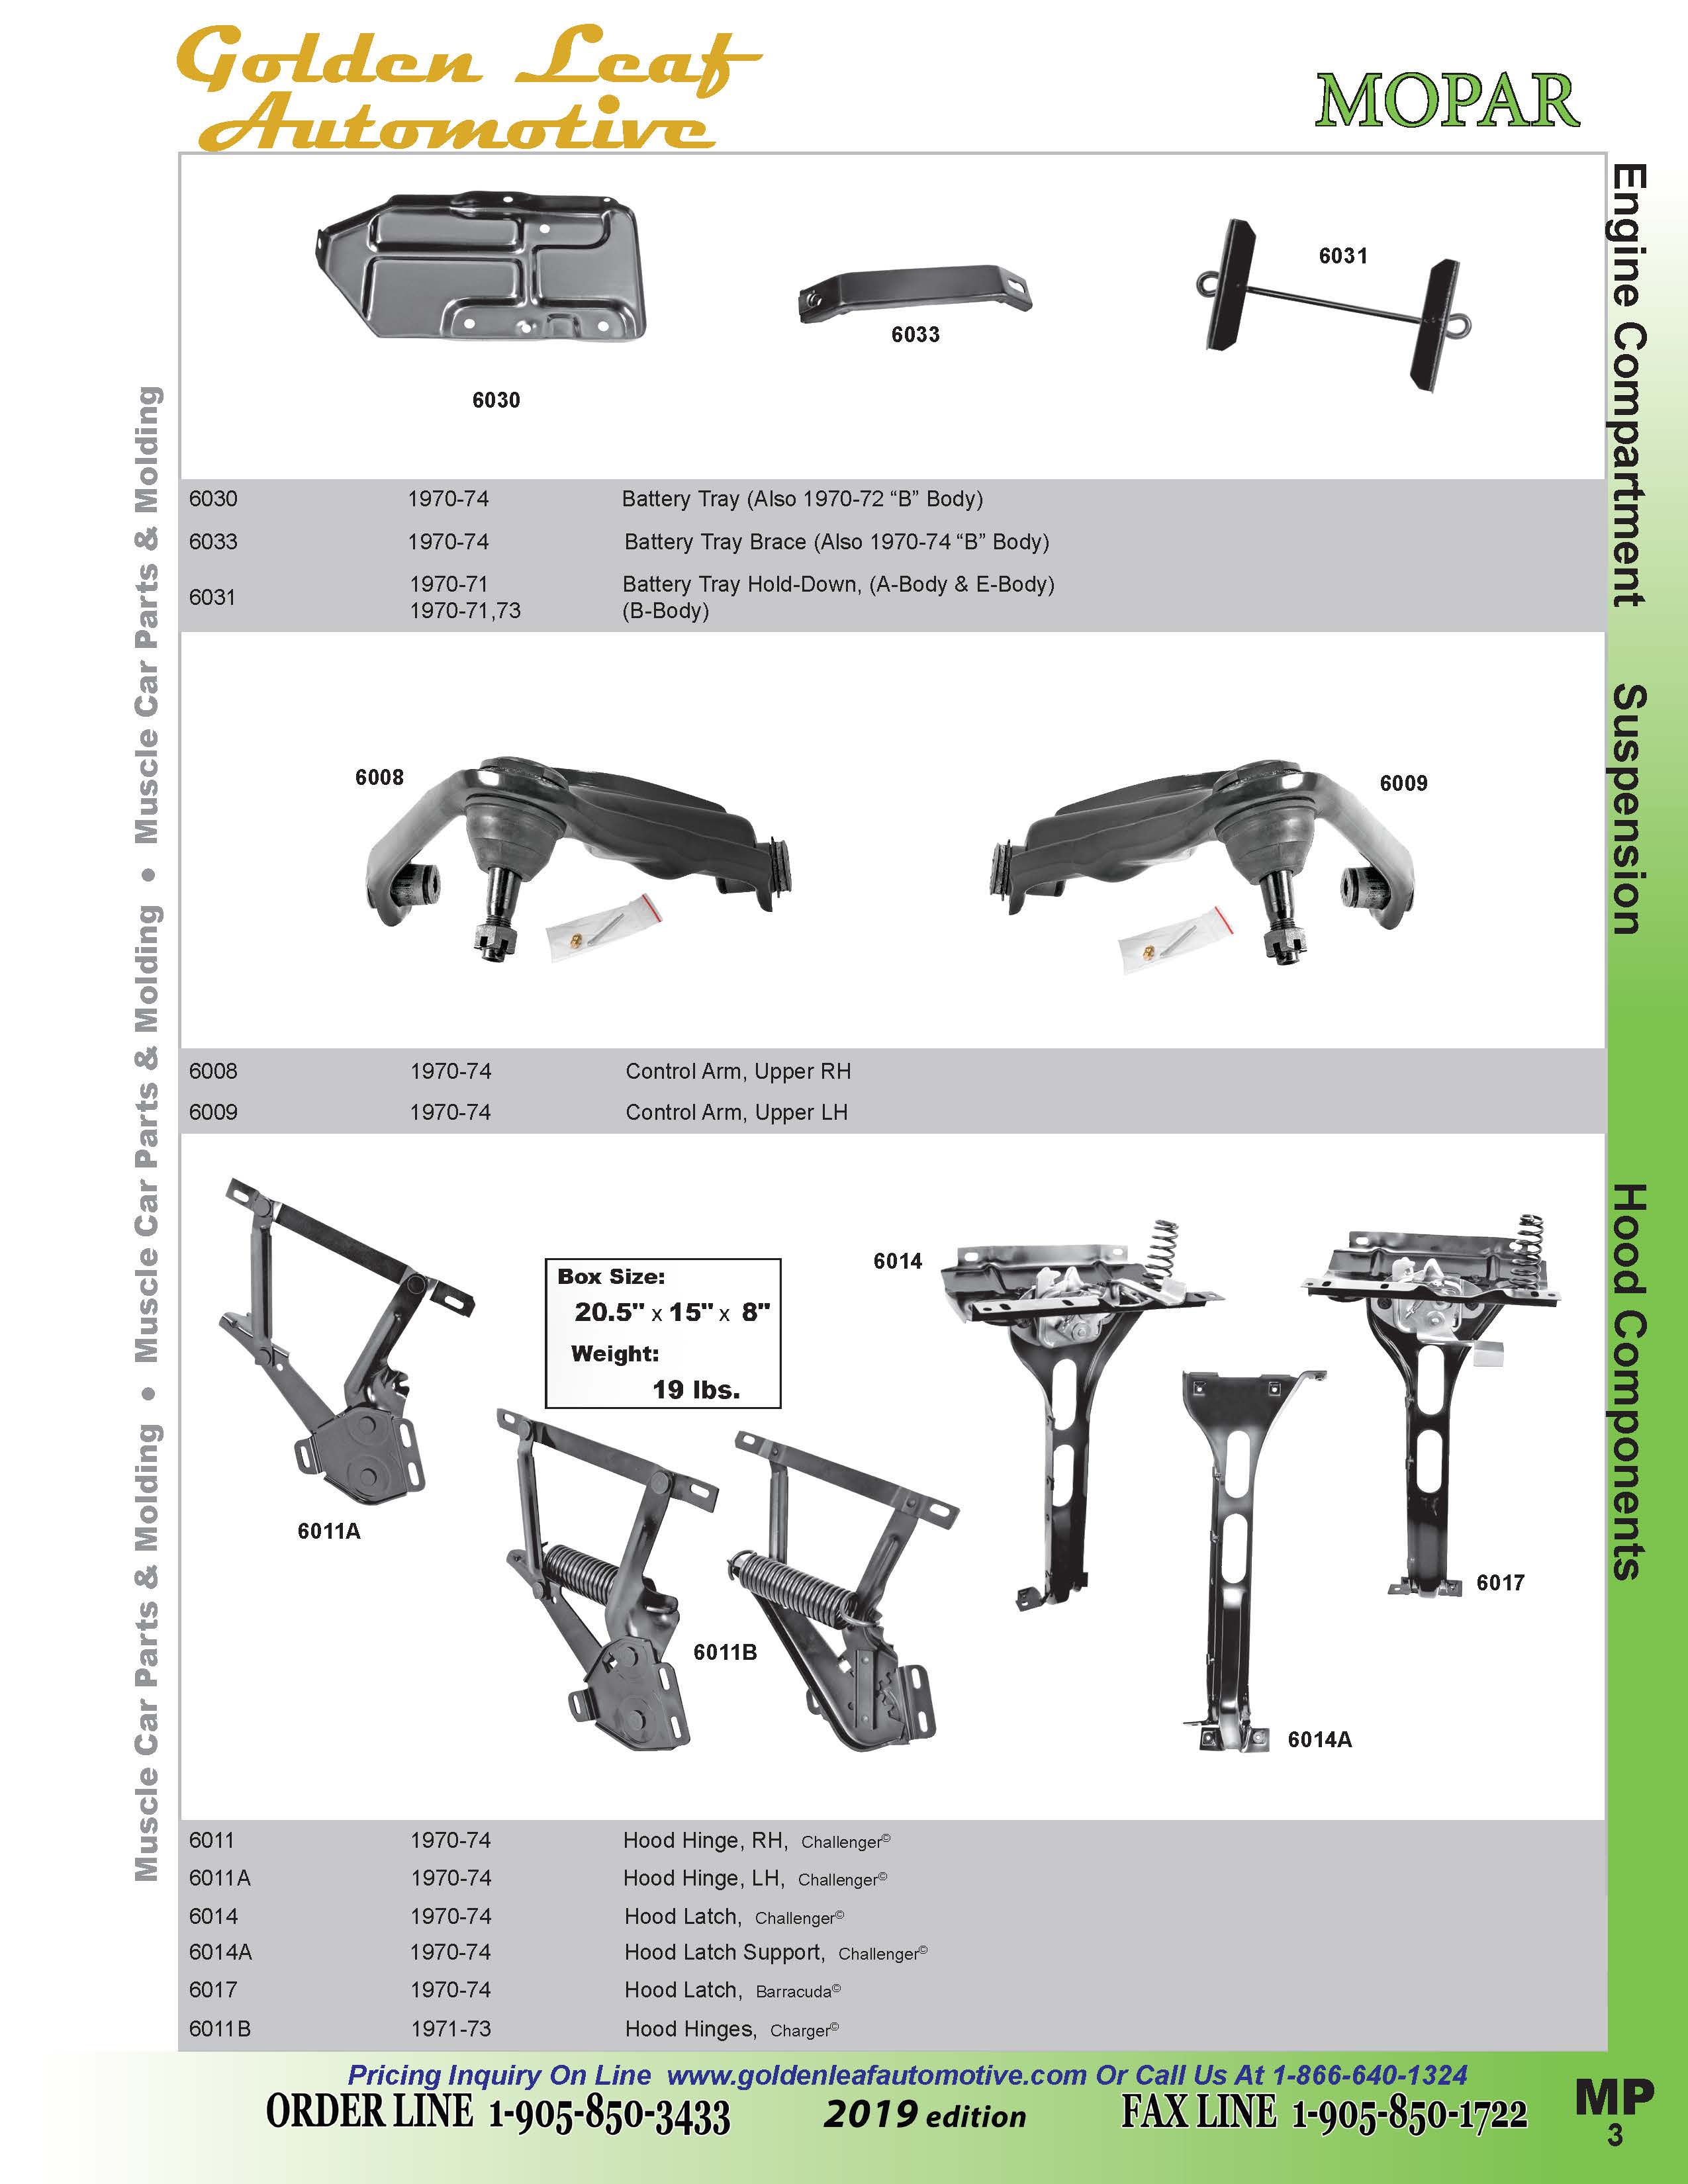 Golden Leaf
Automotive
MOPAR
Engine Compartment
6030
6033
6031
6030 1970-74 Battery Tray (Also 1970-72 “B” Body)
6033 1970-74 Battery Tray Brace (Also 1970-74 “B” Body)
6031 1970-71 Battery Tray Hold-Down, (A-Body & E-Body)
1970-71,73 (B-Body)
Suspension
6008
6009
6008 1970-74 Control Arm, Upper RH
6009 1970-74 Control Arm, Upper LH
Hood Components
Box Size:
20.5" x 15" x 8"
Weight:
19 lbs.
6011A
6011B
6014
6014A
6017
6011 1970-74 Hood Hinge, RH, Challenger©
6011A 1970-74 Hood Hinge, LH, Challenger©
6014 1970-74 Hood Latch, Challenger©
6014A 1970-74 Hood Latch Support, Challenger©
6017 1970-74 Hood Latch, Barracuda©
6011B 1971-73 Hood Hinges, Charger©
Muscle Car Parts & Molding • Muscle Car Parts & Molding • Muscle Car Parts & Molding
Pricing Inquiry On Line www.goldenleafautomotive.com Or Call Us At 1-866-640-1324
ORDER LINE 1-905-850-3433 2019 edition FAX LINE 1-905-850-1722
MP
3